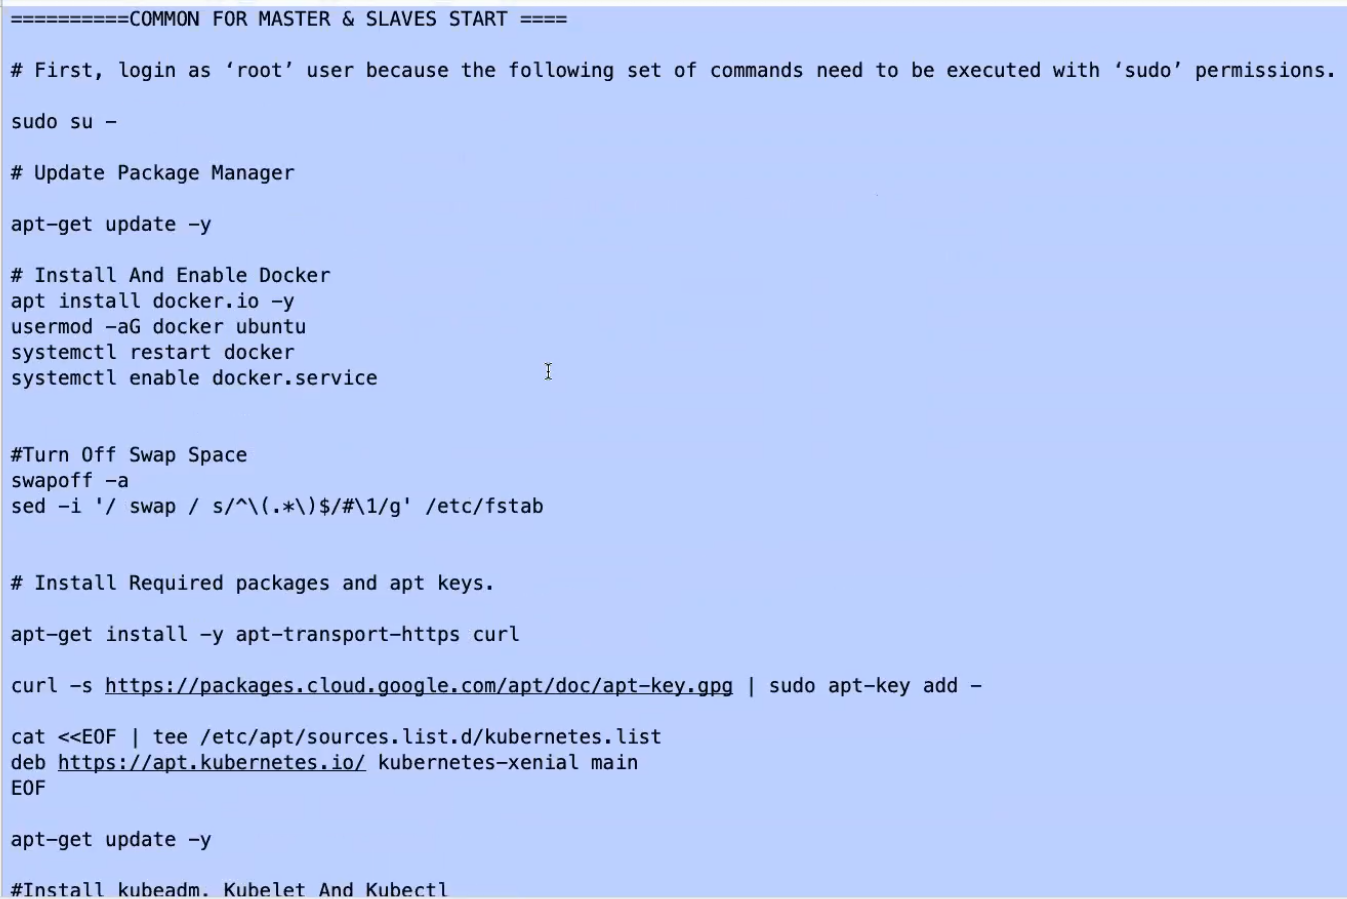 ==========COMMON FOR MASTER & SLAVES START ====
# First, login as ‘root’ user because the following set of commands need to be executed with ‘sudo’ permissions.
sudo su -
# Update Package Manager
apt-get update -y
# Install And Enable Docker
apt install docker.io -y
usermod -aG docker ubuntu
systemctl restart docker
systemctl enable docker.service
#Turn Off Swap Space
swapoff -a
sed -i '/ swap / s/^\(.*\)$/#\1/g' /etc/fstab
# Install Required packages and apt keys.
apt-get install -y apt-transport-https curl
curl -s https://packages.cloud.google.com/apt/doc/apt-key.gpg | sudo apt-key add -
cat <<EOF | tee /etc/apt/sources.list.d/kubernetes.list
deb https://apt.kubernetes.io/ kubernetes-xenial main
EOF
apt-get update -y
#Install kubeadm, Kubelet And Kubectl